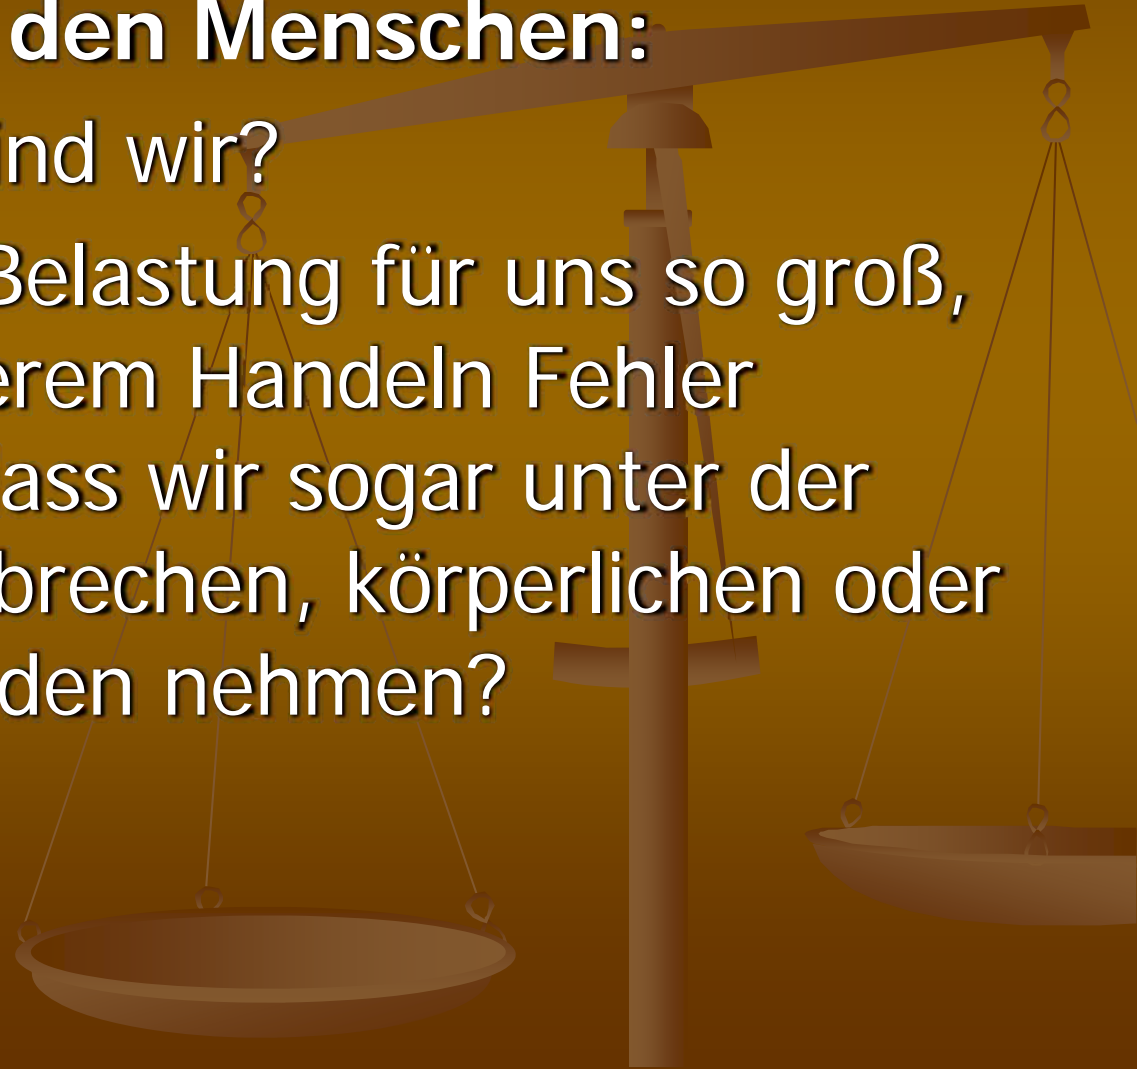 den Menschen:
ind wir?
Belastung für uns so groß,
erem Handeln Fehler
ass wir sogar unter der
brechen, körperlichen oder
den nehmen?